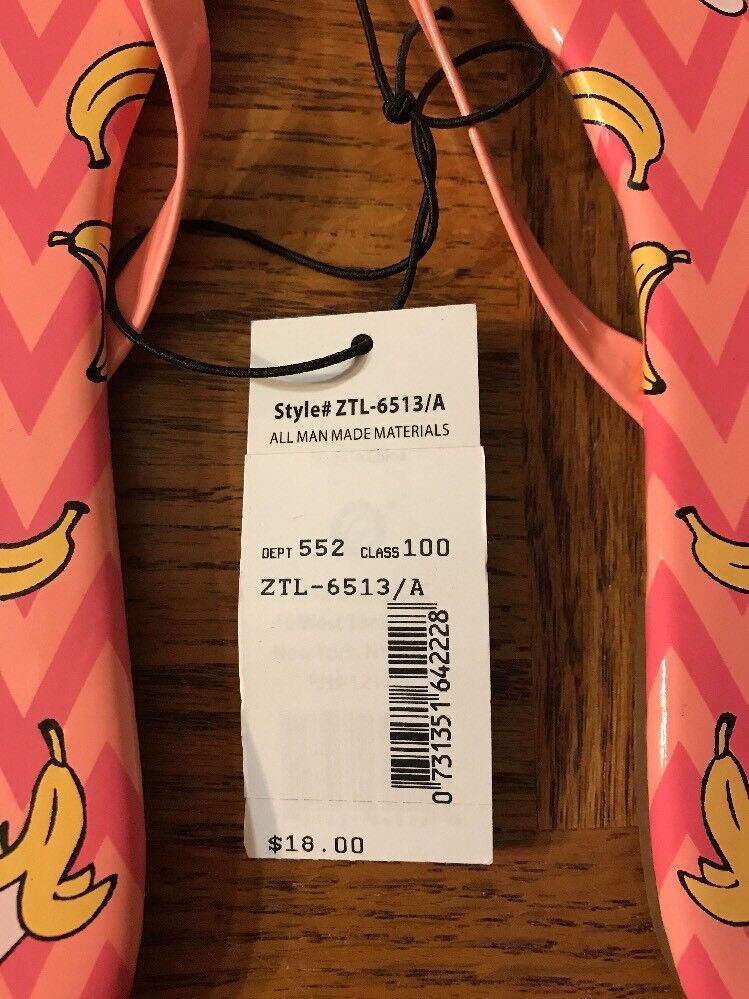 Style# ZTL-6513/A
ALL MAN MADE MATERIALS
DEPT 552 CLASS 100
ZTL-6513/A
0 731351 642228
$18.00